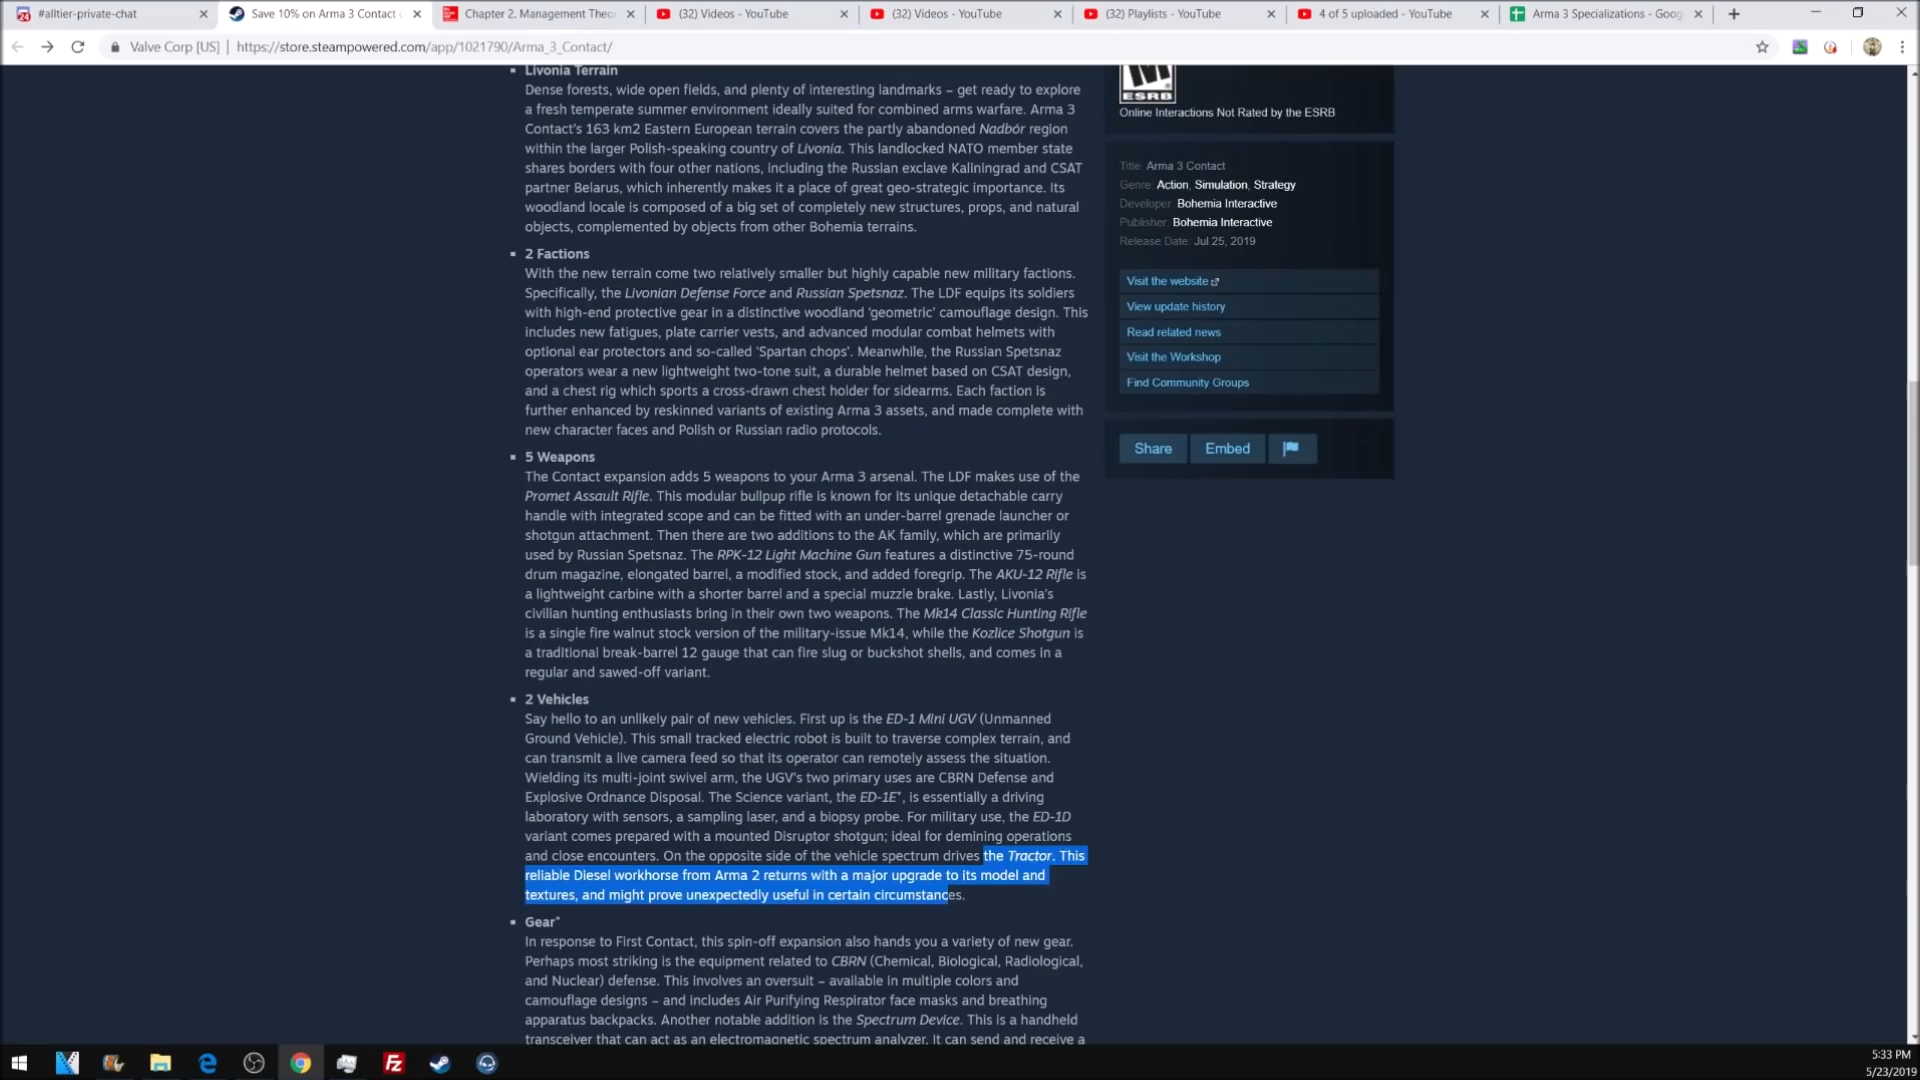 #alltier-private-chat
Save 10% on Arma 3 Contact
Chapter 2. Management Theo
(32) Videos - YouTube
(32) Videos - YouTube
(32) Playlists - YouTube
4 of 5 uploaded - YouTube
Arma 3 Specializations - Goog
Valve Corp [US] | https://store.steampowered.com/app/1021790/Arma_3_Contact/
Livonia Terrain
Dense forests, wide open fields, and plenty of interesting landmarks – get ready to explore
a fresh temperate summer environment ideally suited for combined arms warfare. Arma 3
Contact's 163 km2 Eastern European terrain covers the partly abandoned Nadbór region
within the larger Polish-speaking country of Livonia. This landlocked NATO member state
shares borders with four other nations, including the Russian exclave Kaliningrad and CSAT
partner Belarus, which inherently makes it a place of great geo-strategic importance. Its
woodland locale is composed of a big set of completely new structures, props, and natural
objects, complemented by objects from other Bohemia terrains.
2 Factions
With the new terrain come two relatively smaller but highly capable new military factions.
Specifically, the Livonian Defense Force and Russian Spetsnaz. The LDF equips its soldiers
with high-end protective gear in a distinctive woodland 'geometric' camouflage design. This
includes new fatigues, plate carrier vests, and advanced modular combat helmets with
optional ear protectors and so-called 'Spartan chops'. Meanwhile, the Russian Spetsnaz
operators wear a new lightweight two-tone suit, a durable helmet based on CSAT design,
and a chest rig which sports a cross-drawn chest holder for sidearms. Each faction is
further enhanced by reskinned variants of existing Arma 3 assets, and made complete with
new character faces and Polish or Russian radio protocols.
5 Weapons
The Contact expansion adds 5 weapons to your Arma 3 arsenal. The LDF makes use of the
Promet Assault Rifle. This modular bullpup rifle is known for its unique detachable carry
handle with integrated scope and can be fitted with an under-barrel grenade launcher or
shotgun attachment. Then there are two additions to the AK family, which are primarily
used by Russian Spetsnaz. The RPK-12 Light Machine Gun features a distinctive 75-round
drum magazine, elongated barrel, a modified stock, and added foregrip. The AKU-12 Rifle is
a lightweight carbine with a shorter barrel and a special muzzle brake. Lastly, Livonia's
civilian hunting enthusiasts bring in their own two weapons. The Mk14 Classic Hunting Rifle
is a single fire walnut stock version of the military-issue Mk14, while the Kozlice Shotgun is
a traditional break-barrel 12 gauge that can fire slug or buckshot shells, and comes in a
regular and sawed-off variant.
2 Vehicles
Say hello to an unlikely pair of new vehicles. First up is the ED-1 Mini UGV (Unmanned
Ground Vehicle). This small tracked electric robot is built to traverse complex terrain, and
can transmit a live camera feed so that its operator can remotely assess the situation.
Wielding its multi-joint swivel arm, the UGV's two primary uses are CBRN Defense and
Explosive Ordnance Disposal. The Science variant, the ED-1E*, is essentially a driving
laboratory with sensors, a sampling laser, and a biopsy probe. For military use, the ED-1D
variant comes prepared with a mounted Disruptor shotgun; ideal for demining operations
and close encounters. On the opposite side of the vehicle spectrum drives the Tractor. This
reliable Diesel workhorse from Arma 2 returns with a major upgrade to its model and
textures, and might prove unexpectedly useful in certain circumstances.
Gear*
In response to First Contact, this spin-off expansion also hands you a variety of new gear.
Perhaps most striking is the equipment related to CBRN (Chemical, Biological, Radiological,
and Nuclear) defense. This involves an oversuit – available in multiple colors and
camouflage designs – and includes Air Purifying Respirator face masks and breathing
apparatus backpacks. Another notable addition is the Spectrum Device. This is a handheld
transceiver that can act as an electromagnetic spectrum analyzer. It can send and receive a
ESRB
Online Interactions Not Rated by the ESRB
Title: Arma 3 Contact
Genre: Action, Simulation, Strategy
Developer: Bohemia Interactive
Publisher: Bohemia Interactive
Release Date: Jul 25, 2019
Visit the website
View update history
Read related news
Visit the Workshop
Find Community Groups
Share
Embed
5:33 PM
5/23/2019